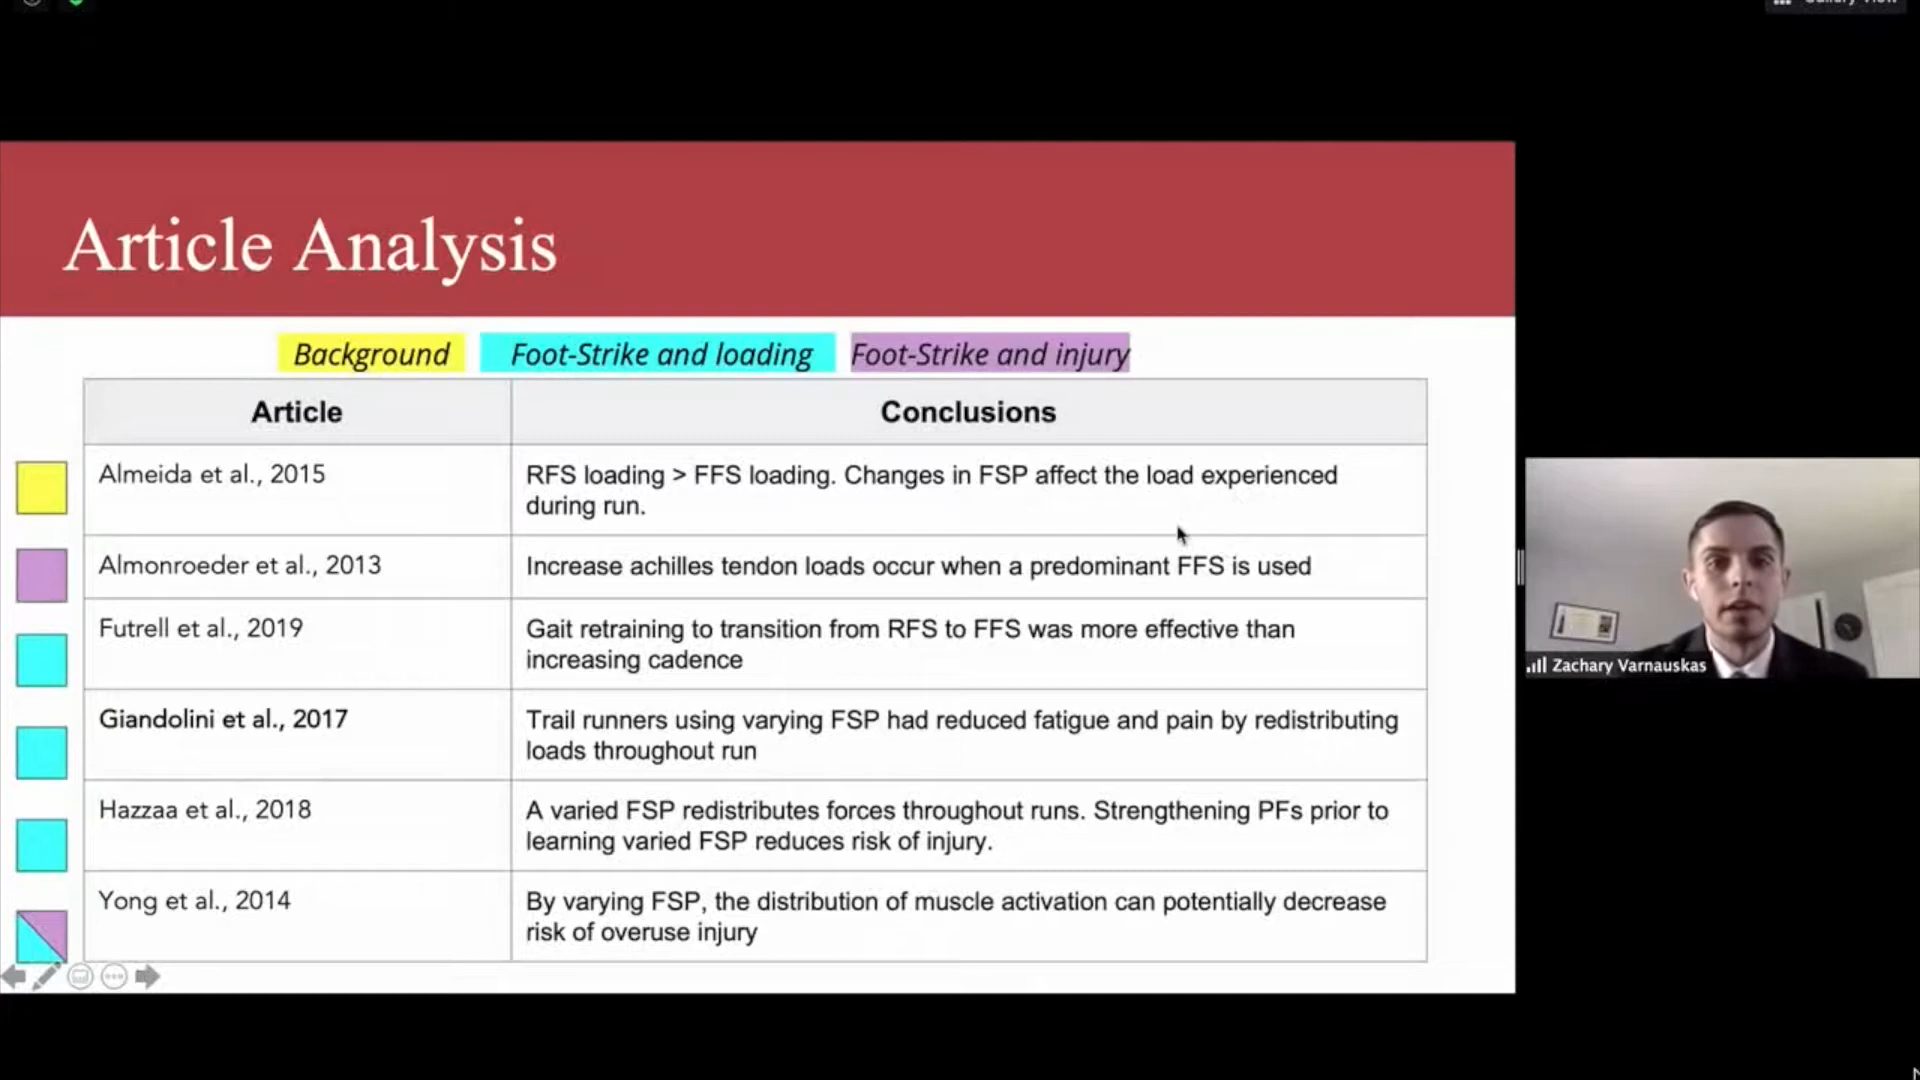 Gallery View
Article Analysis
Background Foot-Strike and loading Foot-Strike and injury
Article Conclusions
Almeida et al., 2015 RFS loading > FFS loading. Changes in FSP affect the load experienced
during run.
Almonroeder et al., 2013 Increase achilles tendon loads occur when a predominant FFS is used
Futrell et al., 2019 Gait retraining to transition from RFS to FFS was more effective than
increasing cadence
Giandolini et al., 2017 Trail runners using varying FSP had reduced fatigue and pain by redistributing
loads throughout run
Hazzaa et al., 2018 A varied FSP redistributes forces throughout runs. Strengthening PFs prior to
learning varied FSP reduces risk of injury.
Yong et al., 2014 By varying FSP, the distribution of muscle activation can potentially decrease
risk of overuse injury
Zachary Varnauskas